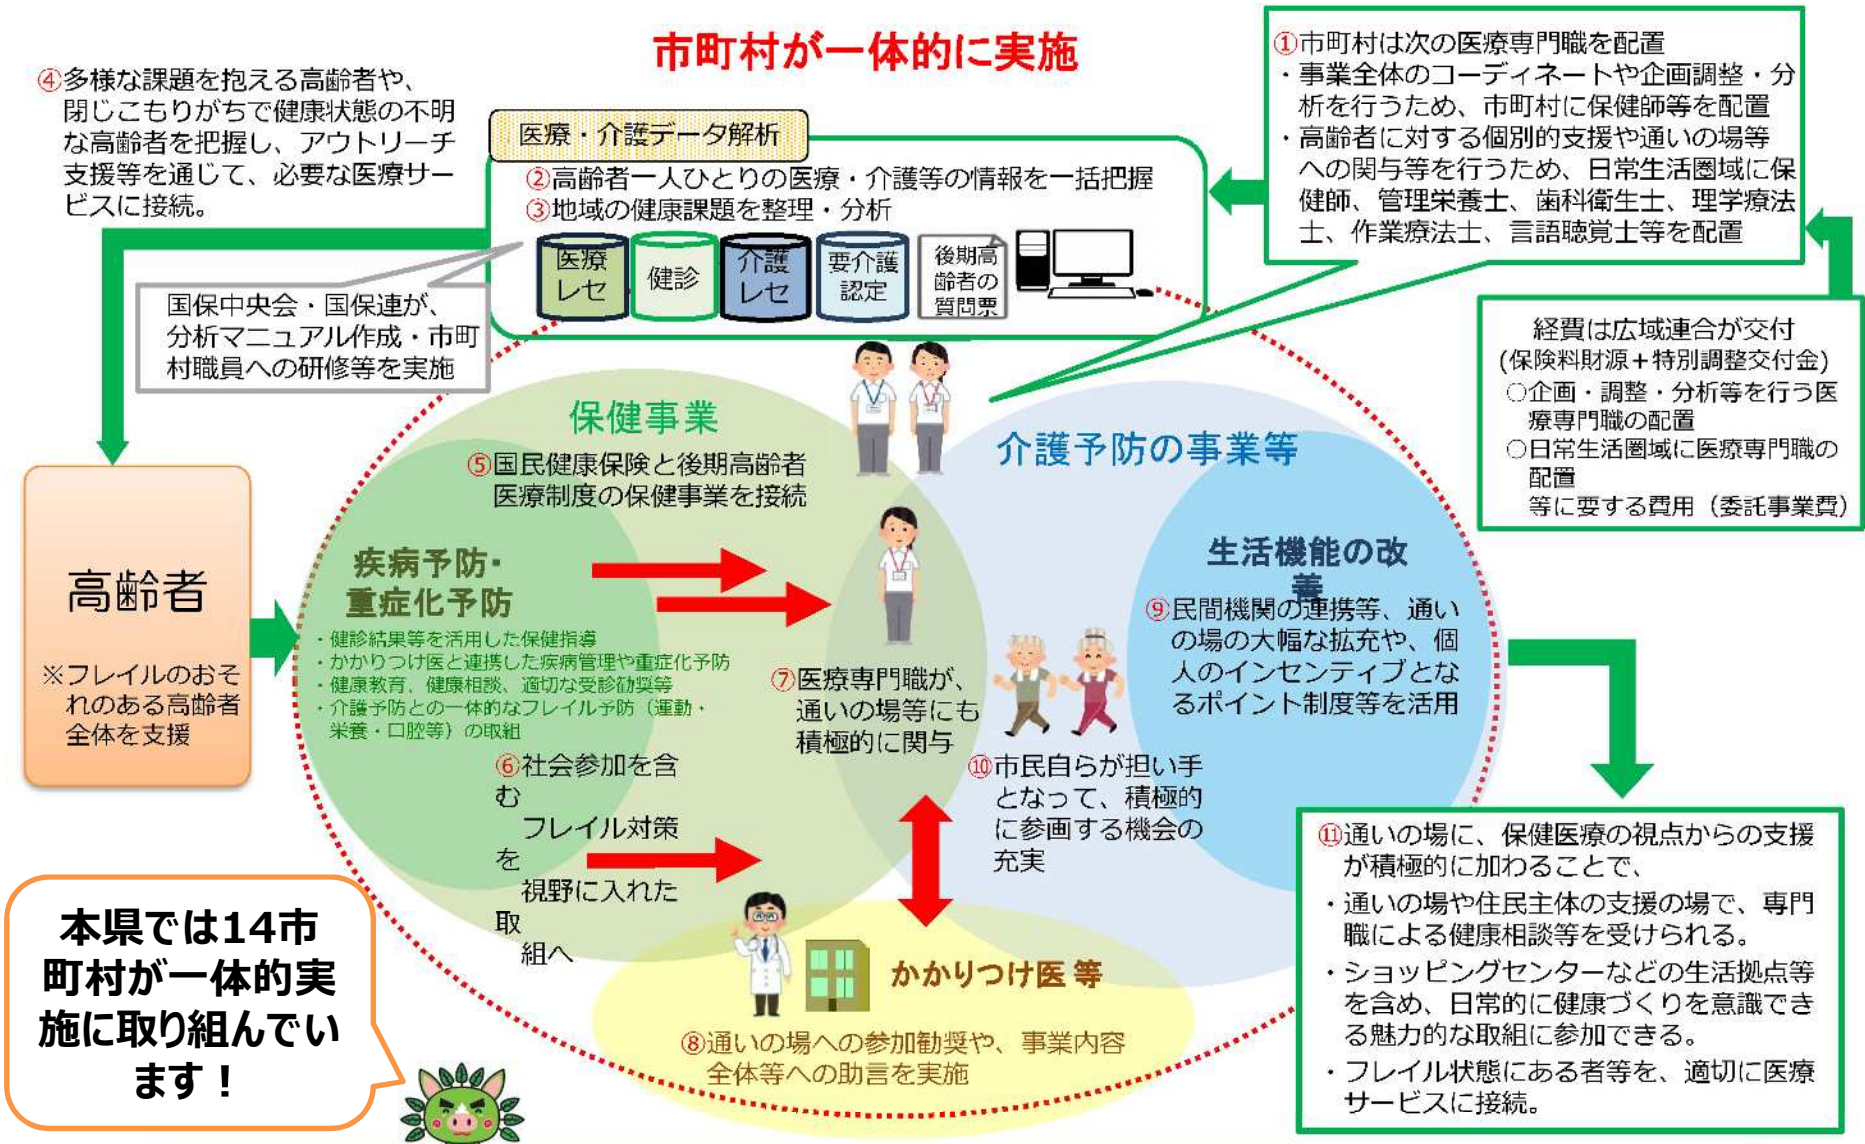 市町村が一体的に実施
④多様な課題を抱える高齢者や、
閉じこもりがちで健康状態の不明
な高齢者を把握し、アウトリーチ
支援等を通じて、必要な医療サー
ビスに接続。
医療・介護データ解析
②高齢者一人ひとりの医療・介護等の情報を一括把握
③地域の健康課題を整理・分析
医療
レセ
健診
介護
レセ
要介護
認定
後期高
齢者の
質問票
①市町村は次の医療専門職を配置
・事業全体のコーディネートや企画調整・分
析を行うため、市町村に保健師等を配置
・高齢者に対する個別的支援や通いの場等
への関与等を行うため、日常生活圏域に保
健師、管理栄養士、歯科衛生士、理学療法
士、作業療法士、言語聴覚士等を配置
国保中央会・国保連が、
分析マニュアル作成・市町
村職員への研修等を実施
経費は広域連合が交付
(保険料財源＋特別調整交付金)
○企画・調整・分析等を行う医
療専門職の配置
○日常生活圏域に医療専門職の
配置
等に要する費用（委託事業費）
高齢者
※フレイルのおそ
れのある高齢者
全体を支援
保健事業
⑤国民健康保険と後期高齢者
医療制度の保健事業を接続
疾病予防・
重症化予防
・健診結果等を活用した保健指導
・かかりつけ医と連携した疾病管理や重症化予防
・健康教育、健康相談、適切な受診勧奨等
・介護予防との一体的なフレイル予防（運動・
栄養・口腔等）の取組
⑥社会参加を含
む
フレイル対策
を
視野に入れた
取
組へ
⑦医療専門職が、
通いの場等にも
積極的に関与
介護予防の事業等
生活機能の改
善
⑨民間機関の連携等、通い
の場の大幅な拡充や、個
人のインセンティブとな
るポイント制度等を活用
⑩市民自らが担い手
となって、積極的
に参画する機会の
充実
かかりつけ医 等
⑧通いの場への参加勧奨や、事業内容
全体等への助言を実施
⑪通いの場に、保健医療の視点からの支援
が積極的に加わることで、
・通いの場や住民主体の支援の場で、専門
職による健康相談等を受けられる。
・ショッピングセンターなどの生活拠点等
を含め、日常的に健康づくりを意識でき
る魅力的な取組に参加できる。
・フレイル状態にある者等を、適切に医療
サービスに接続。
本県では14市
町村が一体的実
施に取り組んでい
ます！